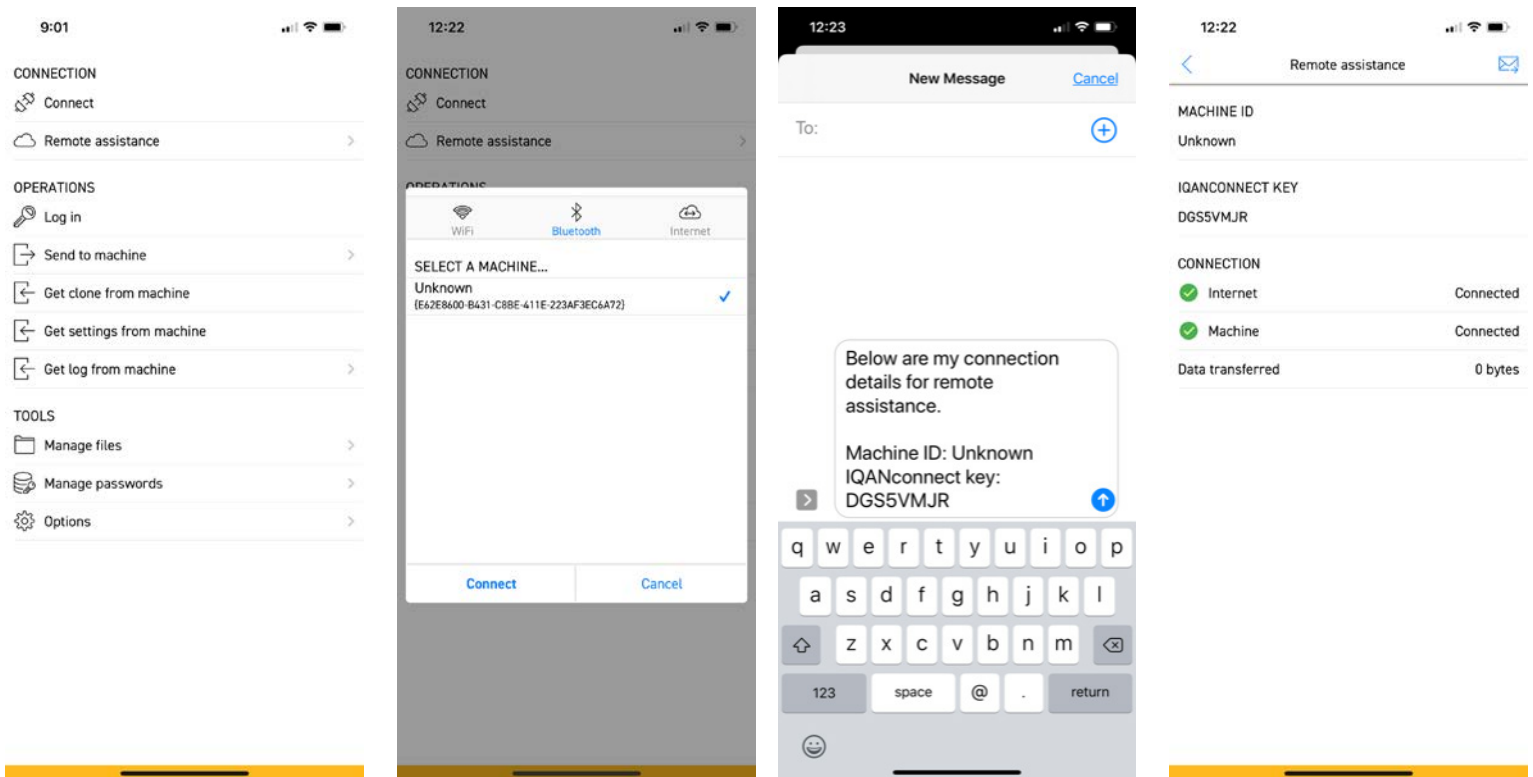 9:01
CONNECTION
Connect
Remote assistance
OPERATIONS
Log in
Send to machine
Get clone from machine
Get settings from machine
Get log from machine
TOOLS
Manage files
Manage passwords
Options
12:22
CONNECTION
Connect
Remote assistance
OPERATIONS
WiFi Bluetooth Internet
SELECT A MACHINE...
Unknown
{E62E8600-B431-C8BE-411E-223AF3EC6A72}
Connect Cancel
12:23
New Message Cancel
To:
Below are my connection
details for remote
assistance.
Machine ID: Unknown
IQANconnect key:
DGS5VMJR
q w e r t y u i o p
a s d f g h j k l
z x c v b n m
123 space @ . return
12:22
Remote assistance
MACHINE ID
Unknown
IQANCONNECT KEY
DGS5VMJR
CONNECTION
Internet Connected
Machine Connected
Data transferred 0 bytes